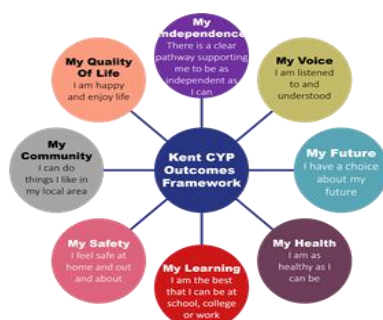 My
Independence
There is a clear
pathway supporting
me to be as
independent as
I can
My Voice
I am listened
to and
understood
My Future
I have a choice
about my
future
My Health
I am as
healthy as I
can be
My Learning
I am the best
that I can be at
school, college
or work
My Safety
I feel safe at
home and out
and about
My
Community
I can do
things I like in
my local area
My Quality
Of Life
I am happy
and enjoy life
Kent CYP
Outcomes
Framework